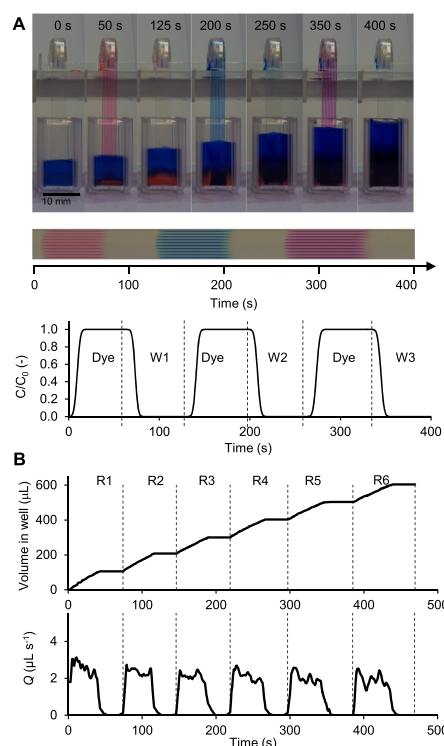 A
0 s 50 s 125 s 200 s 250 s 350 s 400 s
10 mm
0 100 200 300 400
Time (s)
C/C0 (-)
1.0
0.8
0.6
0.4
0.2
0.0
Dye W1 Dye W2 Dye W3
0 100 200 300 400
Time (s)
B
Volume in well (µL)
R1 R2 R3 R4 R5 R6
600
400
200
0
0 100 200 300 400 500
Q (µL s⁻¹)
4
2
0
0 100 200 300 400 500
Time (s)